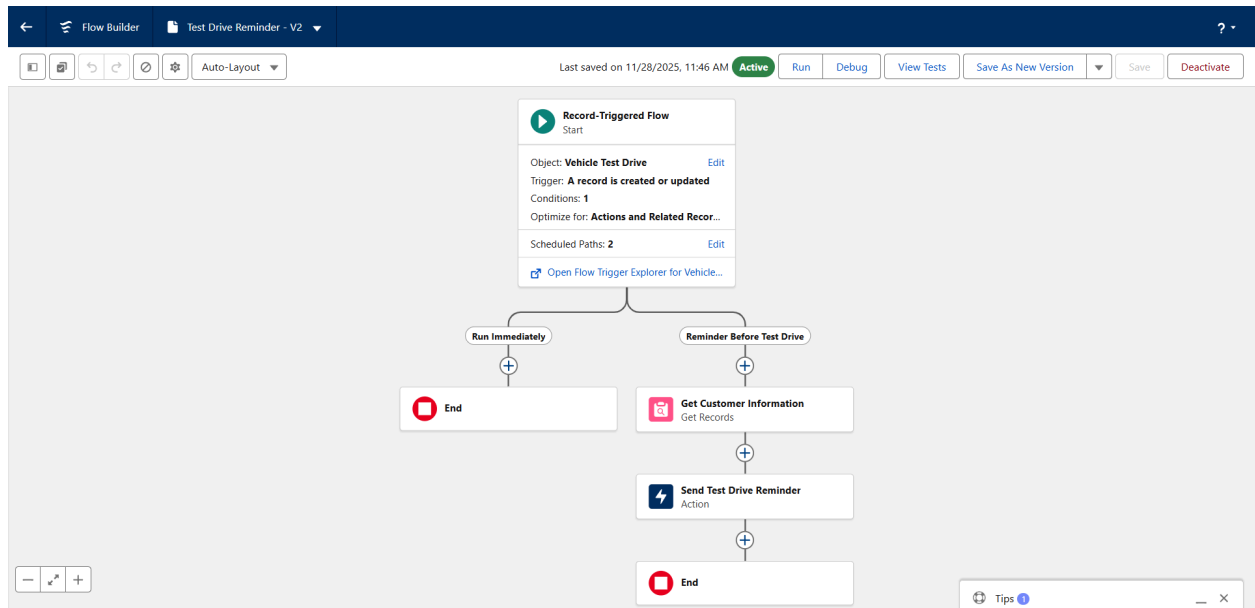 Flow Builder
Test Drive Reminder - V2
?
Auto-Layout
Last saved on 11/28/2025, 11:46 AM
Active
Run
Debug
View Tests
Save As New Version
Save
Deactivate
Record-Triggered Flow
Start
Object: Vehicle Test Drive
Edit
Trigger: A record is created or updated
Conditions: 1
Optimize for: Actions and Related Recor...
Scheduled Paths: 2
Edit
Open Flow Trigger Explorer for Vehicle...
Run Immediately
Reminder Before Test Drive
End
Get Customer Information
Get Records
Send Test Drive Reminder
Action
End
Tips 1